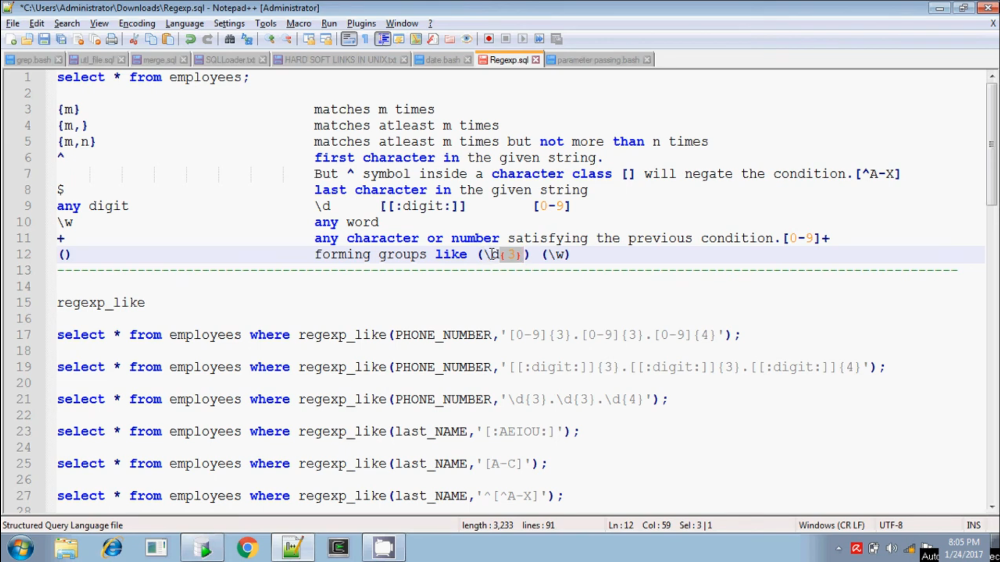 *C:\Users\Administrator\Downloads\Regexp.sql - Notepad++ [Administrator]
File Edit Search View Encoding Language Settings Tools Macro Run Plugins Window ? X
grep.bash utl_file.sql merge.sql SQLLoader.txt HARD SOFT LINKS IN UNIX.txt date.bash Regexp.sql parameter passing.bash
1 select * from employees;
2
3 {m} matches m times
4 {m,} matches atleast m times
5 {m,n} matches atleast m times but not more than n times
6 ^ first character in the given string.
7 But ^ symbol inside a character class [] will negate the condition.[^A-X]
8 $ last character in the given string
9 any digit \d [[:digit:]] [0-9]
10 \w any word
11 + any character or number satisfying the previous condition.[0-9]+
12 () forming groups like (\d{3}) (\w)
13 ----------------------------------------------------------------------------------------------------------------
14
15 regexp_like
16
17 select * from employees where regexp_like(PHONE_NUMBER,'[0-9]{3}.[0-9]{3}.[0-9]{4}');
18
19 select * from employees where regexp_like(PHONE_NUMBER,'[[:digit:]]{3}.[[:digit:]]{3}.[[:digit:]]{4}');
20
21 select * from employees where regexp_like(PHONE_NUMBER,'\d{3}.\d{3}.\d{4}');
22
23 select * from employees where regexp_like(last_NAME,'[:AEIOU:]');
24
25 select * from employees where regexp_like(last_NAME,'[A-C]');
26
27 select * from employees where regexp_like(last_NAME,'^[^A-X]');
28
Structured Query Language file length : 3,233 lines : 91 Ln : 12 Col : 59 Sel : 3 | 1 Windows (CR LF) UTF-8 INS
8:05 PM
1/24/2017